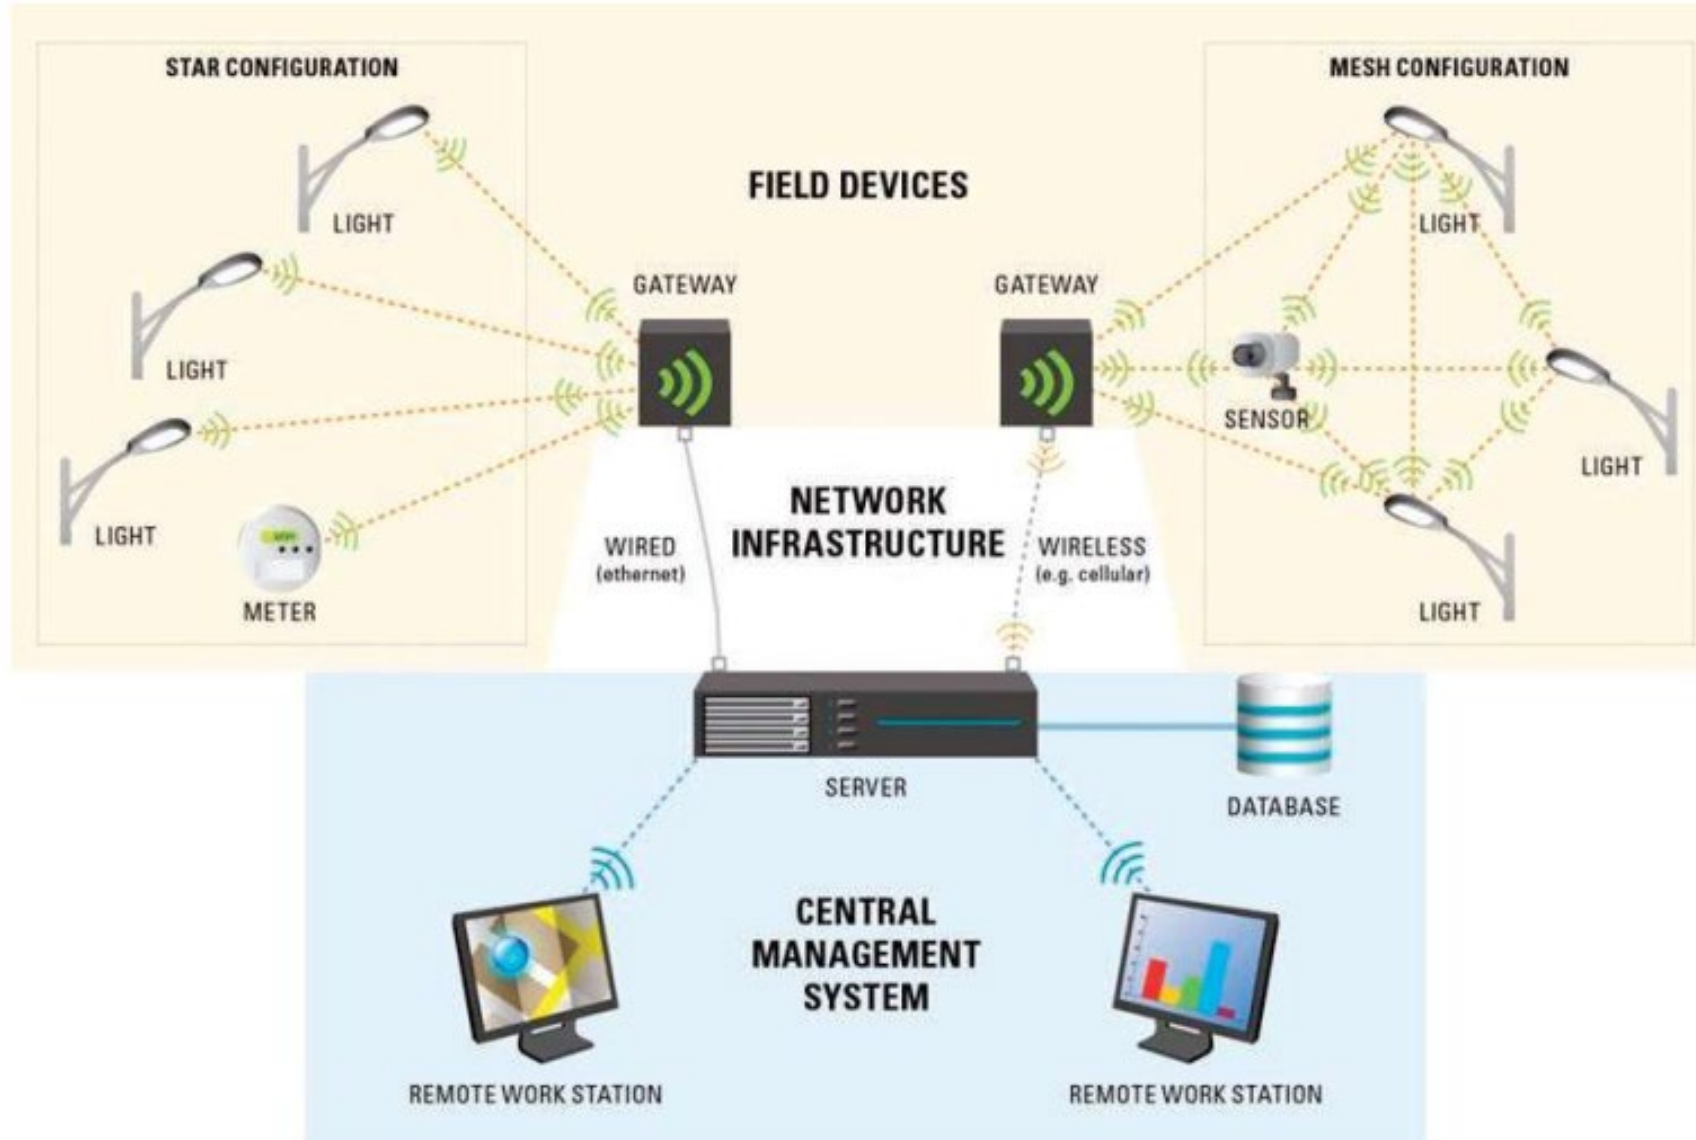 STAR CONFIGURATION
MESH CONFIGURATION
FIELD DEVICES
LIGHT
LIGHT
GATEWAY
GATEWAY
LIGHT
SENSOR
LIGHT
LIGHT
METER
LIGHT
NETWORK
INFRASTRUCTURE
WIRED
(ethernet)
WIRELESS
(e.g. cellular)
SERVER
DATABASE
CENTRAL
MANAGEMENT
SYSTEM
REMOTE WORK STATION
REMOTE WORK STATION